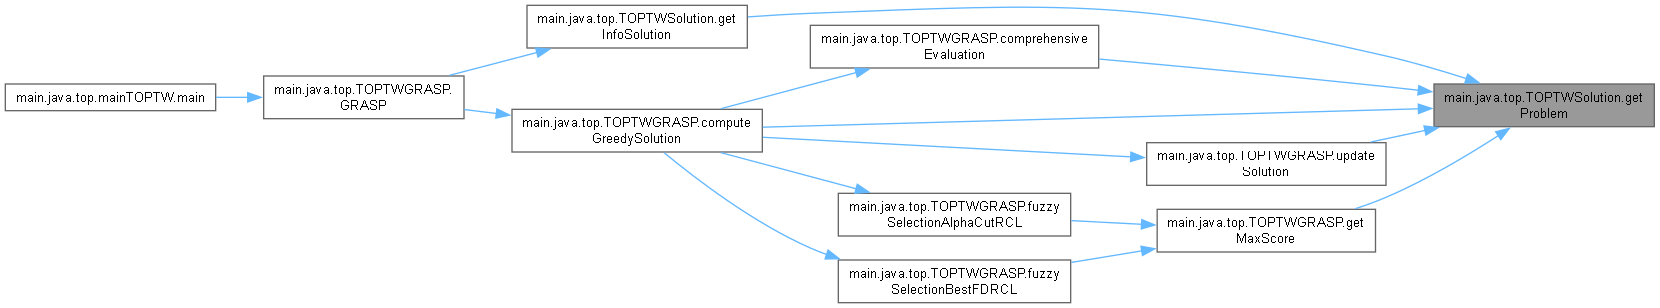 main.java.top.mainTOPTW.main
main.java.top.TOPTWGRASP.
GRASP
main.java.top.TOPTWSolution.get
InfoSolution
main.java.top.TOPTWGRASP.compute
GreedySolution
main.java.top.TOPTWGRASP.comprehensive
Evaluation
main.java.top.TOPTWGRASP.fuzzy
SelectionAlphaCutRCL
main.java.top.TOPTWGRASP.fuzzy
SelectionBestFDRCL
main.java.top.TOPTWGRASP.update
Solution
main.java.top.TOPTWGRASP.get
MaxScore
main.java.top.TOPTWSolution.get
Problem